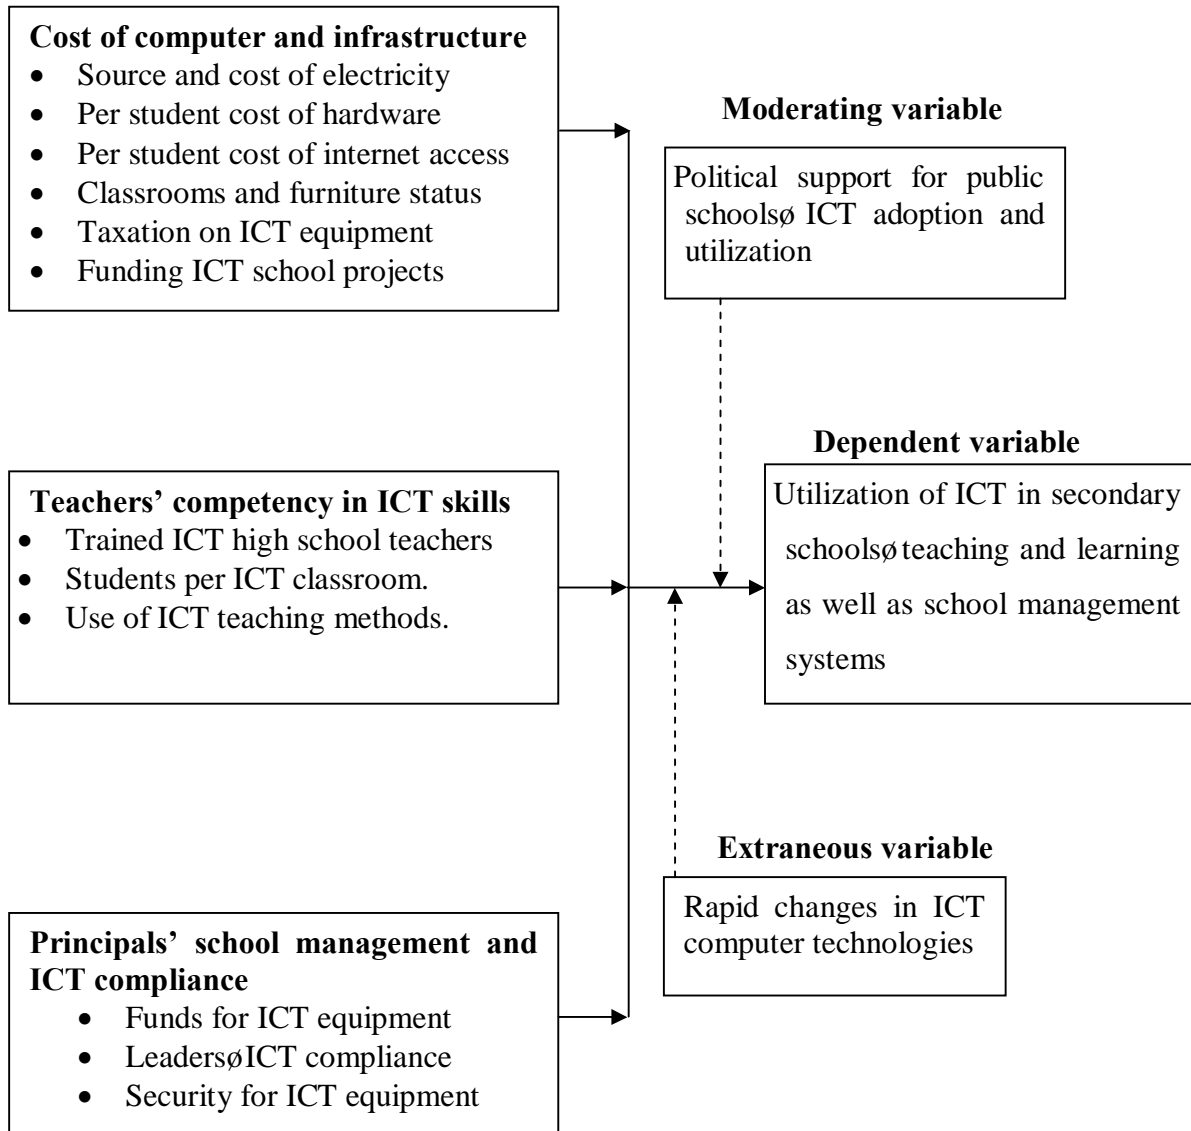 Cost of computer and infrastructure
• Source and cost of electricity
• Per student cost of hardware
• Per student cost of internet access
• Classrooms and furniture status
• Taxation on ICT equipment
• Funding ICT school projects
Moderating variable
Political support for public
schoolsø ICT adoption and
utilization
Teachers’ competency in ICT skills
• Trained ICT high school teachers
• Students per ICT classroom.
• Use of ICT teaching methods.
Dependent variable
Utilization of ICT in secondary
schoolsø teaching and learning
as well as school management
systems
Extraneous variable
Rapid changes in ICT
computer technologies
Principals’ school management and
ICT compliance
• Funds for ICT equipment
• Leadersø ICT compliance
• Security for ICT equipment